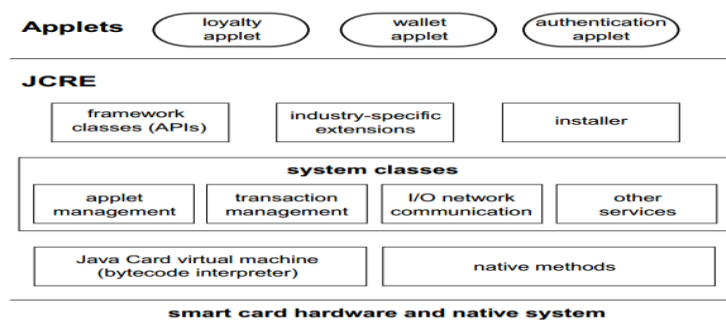 Applets
loyalty
applet
wallet
applet
authentication
applet
JCRE
framework
classes (APIs)
industry-specific
extensions
installer
system classes
applet
management
transaction
management
I/O network
communication
other
services
Java Card virtual machine
(bytecode interpreter)
native methods
smart card hardware and native system